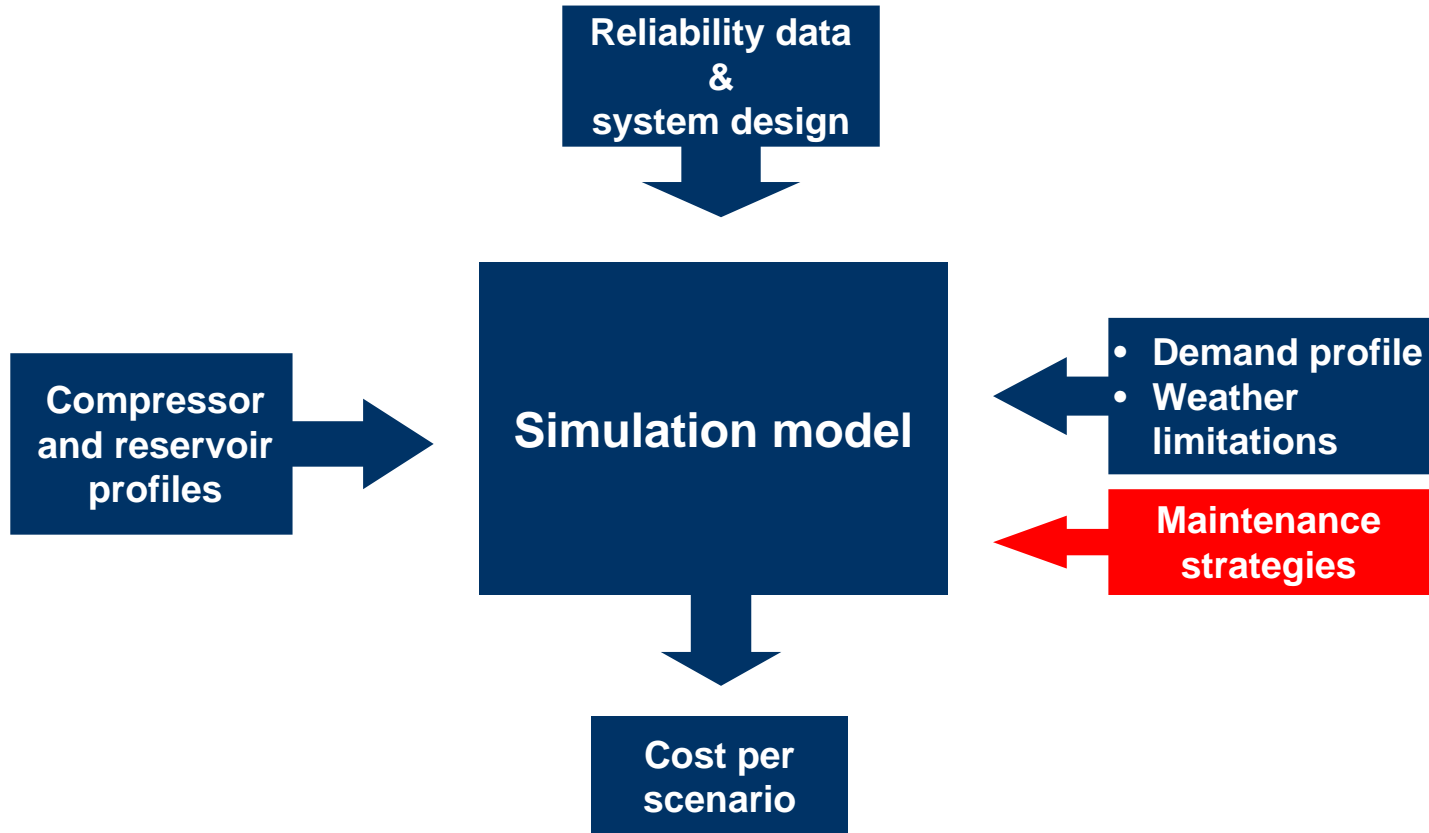 Reliability data
&
system design
Compressor
and reservoir
profiles
Simulation model
• Demand profile
• Weather
limitations
Maintenance
strategies
Cost per
scenario